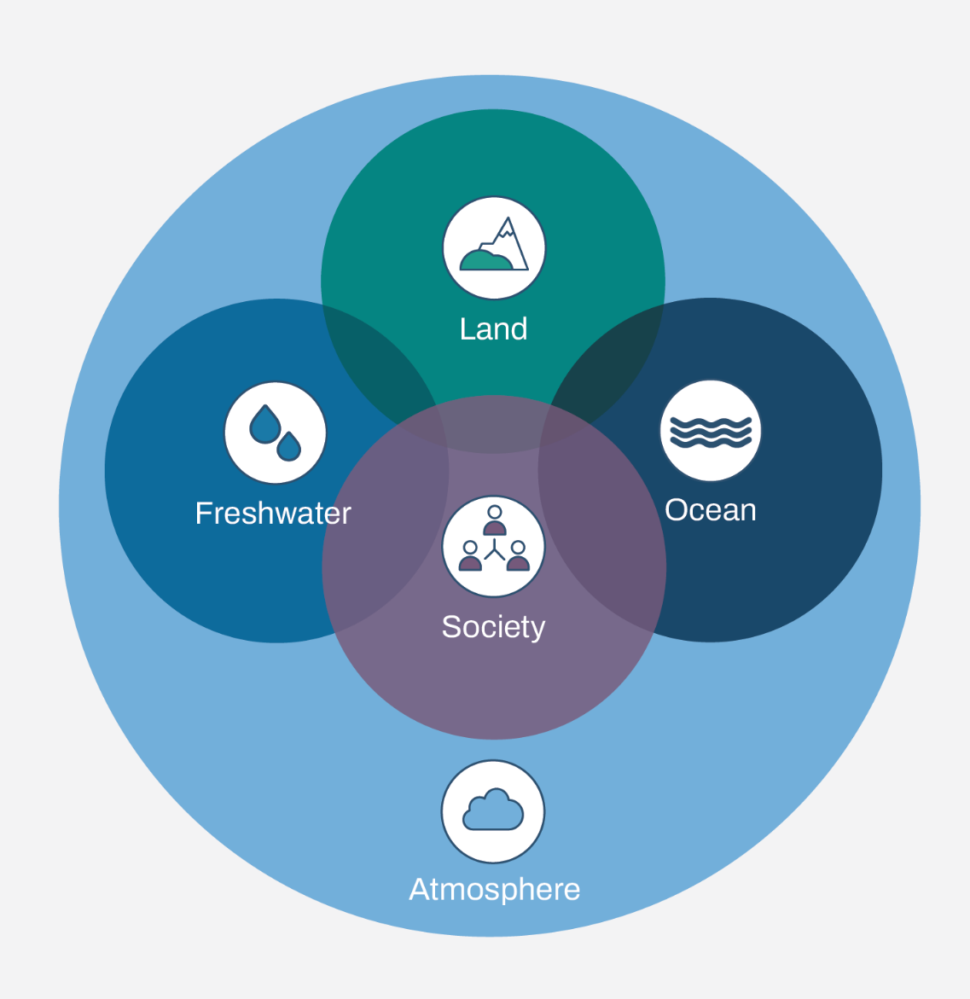 Land
Freshwater
Ocean
Society
Atmosphere